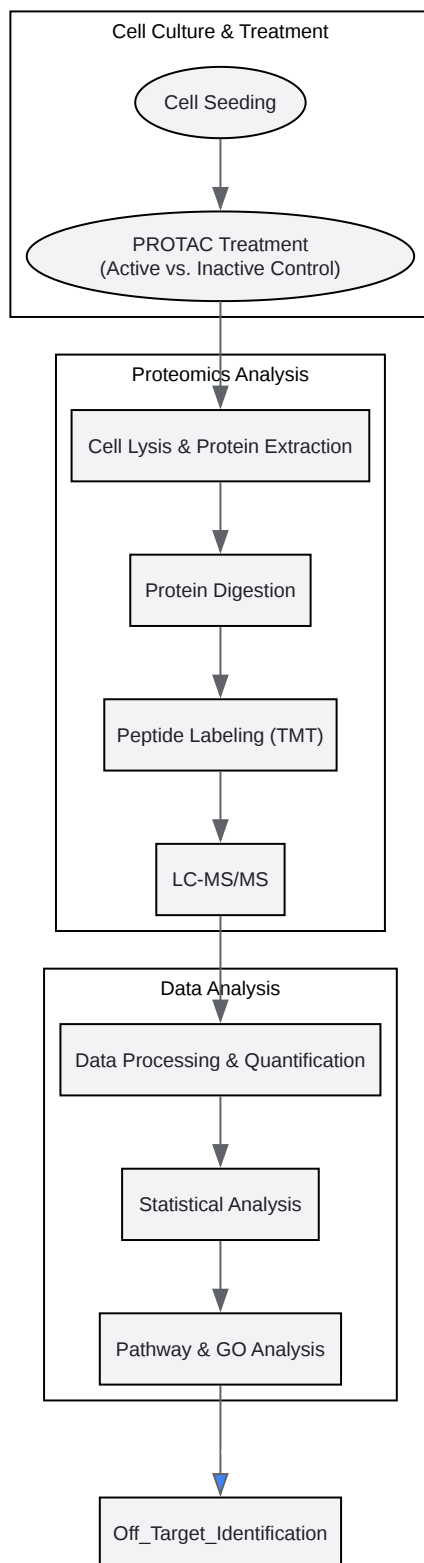 Cell Culture & Treatment
Cell Seeding
PROTAC Treatment
(Active vs. Inactive Control)
Proteomics Analysis
Cell Lysis & Protein Extraction
Protein Digestion
Peptide Labeling (TMT)
LC-MS/MS
Data Analysis
Data Processing & Quantification
Statistical Analysis
Pathway & GO Analysis
Off_Target_Identification